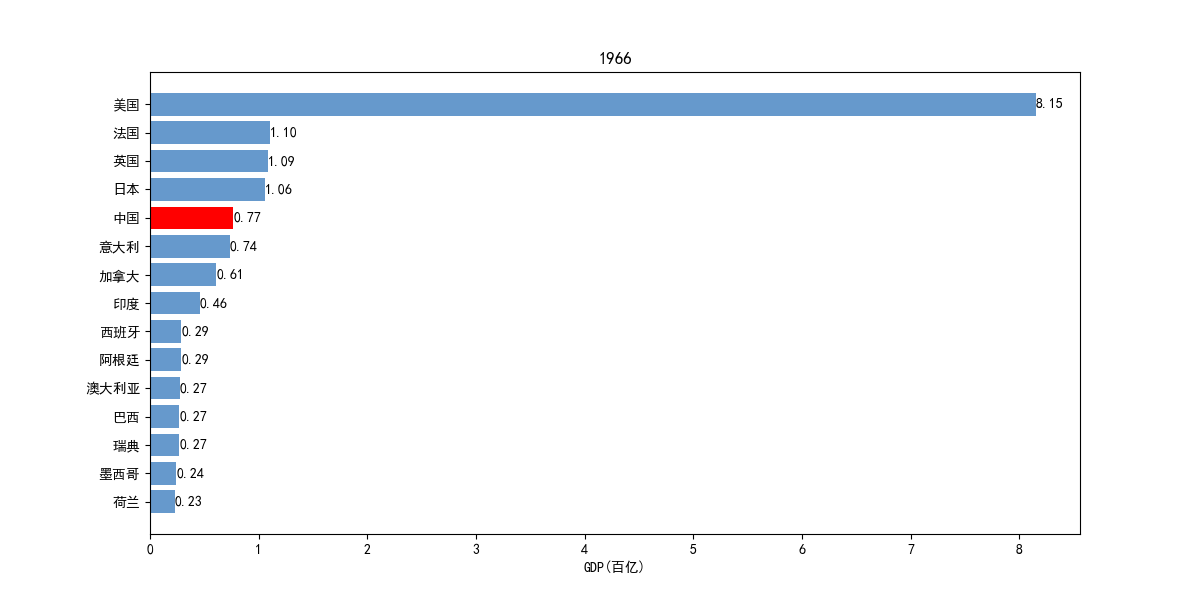 1966
美国 8.15
法国 1.10
英国 1.09
日本 1.06
中国 0.77
意大利 0.74
加拿大 0.61
印度 0.46
西班牙 0.29
阿根廷 0.29
澳大利亚 0.27
巴西 0.27
瑞典 0.27
墨西哥 0.24
荷兰 0.23
0 1 2 3 4 5 6 7 8
GDP(百亿)